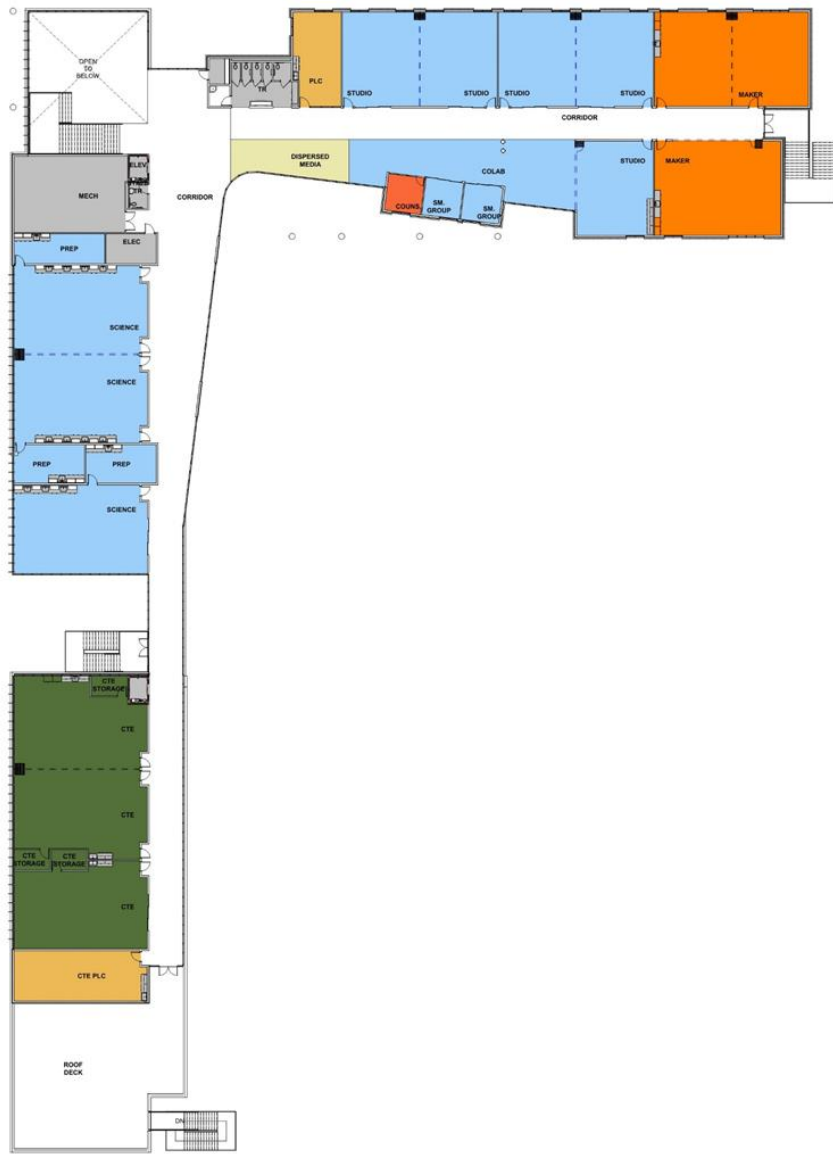 OPEN
TO
BELOW
TR
PLC
STUDIO
STUDIO
STUDIO
STUDIO
MAKER
CORRIDOR
DISPERSED
MEDIA
COLAB
STUDIO
MAKER
ELEV
TR
MECH
CORRIDOR
COUNS.
SM.
GROUP
SM.
GROUP
ELEC
PREP
SCIENCE
SCIENCE
PREP
PREP
SCIENCE
CTE
STORAGE
CTE
CTE
CTE
STORAGE
CTE
STORAGE
CTE
CTE PLC
ROOF
DECK
DN